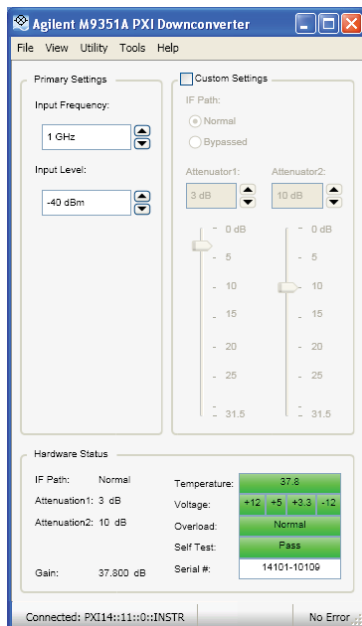 Agilent M9351A PXI Downconverter
File View Utility Tools Help
Primary Settings
Input Frequency:
1 GHz
Input Level:
-40 dBm
Custom Settings
IF Path:
Normal
Bypassed
Attenuator1: Attenuator2:
3 dB 10 dB
0 dB 0 dB
5 5
10 10
15 15
20 20
25 25
31.5 31.5
Hardware Status
IF Path: Normal
Attenuation1: 3 dB
Attenuation2: 10 dB
Gain: 37.800 dB
Temperature: 37.8
Voltage: +12 +5 +3.3 -12
Overload: Normal
Self Test: Pass
Serial #: 14101-10109
Connected: PXI14::11::0::INSTR No Error